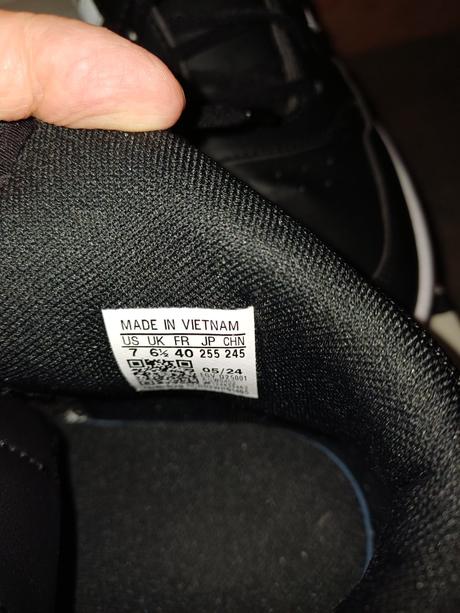 MADE IN VIETNAM
US UK FR JP CHN
7 6½ 40 255 245
05/24